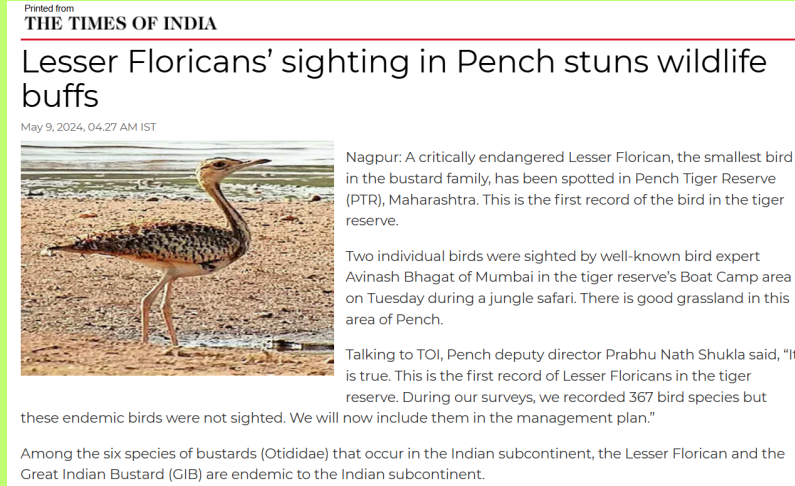 Printed from
THE TIMES OF INDIA
Lesser Floricans’ sighting in Pench stuns wildlife
buffs
May 9, 2024, 04.27 AM IST
Nagpur: A critically endangered Lesser Florican, the smallest bird
in the bustard family, has been spotted in Pench Tiger Reserve
(PTR), Maharashtra. This is the first record of the bird in the tiger
reserve.
Two individual birds were sighted by well-known bird expert
Avinash Bhagat of Mumbai in the tiger reserve’s Boat Camp area
on Tuesday during a jungle safari. There is good grassland in this
area of Pench.
Talking to TOI, Pench deputy director Prabhu Nath Shukla said, “It
is true. This is the first record of Lesser Floricans in the tiger
reserve. During our surveys, we recorded 367 bird species but
these endemic birds were not sighted. We will now include them in the management plan.”
Among the six species of bustards (Otididae) that occur in the Indian subcontinent, the Lesser Florican and the
Great Indian Bustard (GIB) are endemic to the Indian subcontinent.